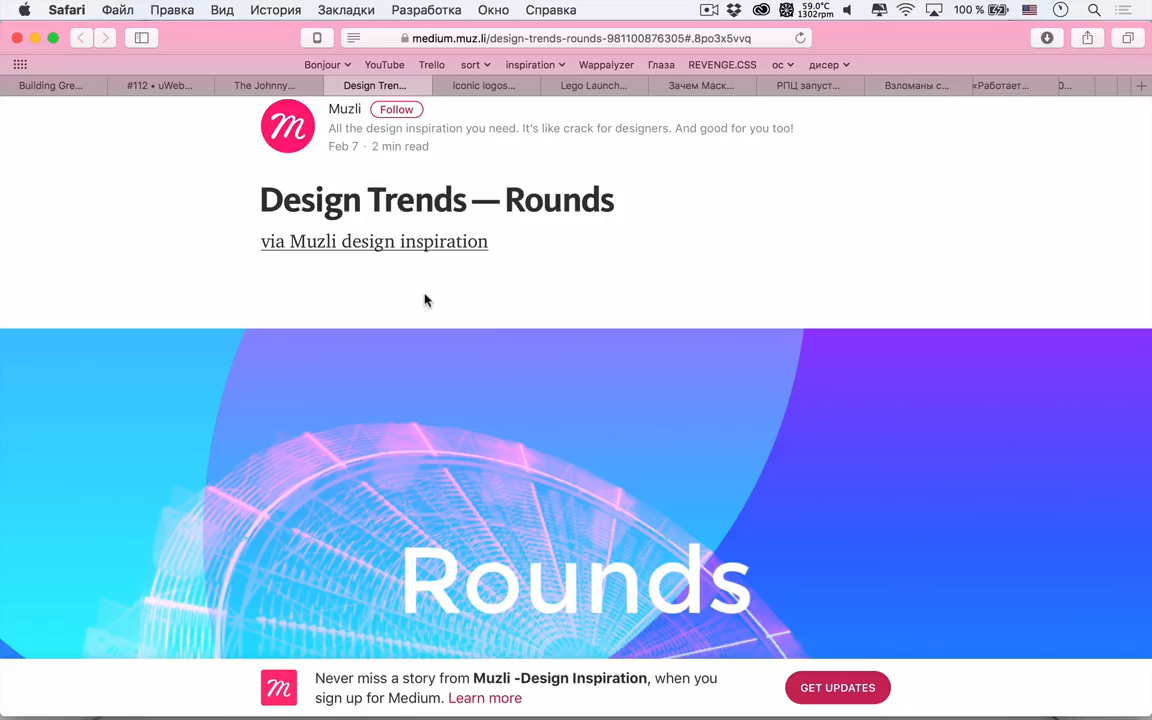 Safari Файл Правка Вид История Закладки Разработка Окно Справка 59.0°C 1302rpm 100 %
medium.muz.li/design-trends-rounds-981100876305#.8po3x5vvq
Bonjour YouTube Trello sort inspiration Wappalyzer Глаза REVENGE.CSS ос дисер
Building Gre... #112 • uWeb... The Johnny... Design Tren... Iconic logos... Lego Launch... Зачем Маск... РПЦ запуст... Взломаны с... «Работает...
Muzli Follow
All the design inspiration you need. It's like crack for designers. And good for you too!
Feb 7 · 2 min read
Design Trends — Rounds
via Muzli design inspiration
Rounds
Never miss a story from Muzli -Design Inspiration, when you
sign up for Medium. Learn more
GET UPDATES